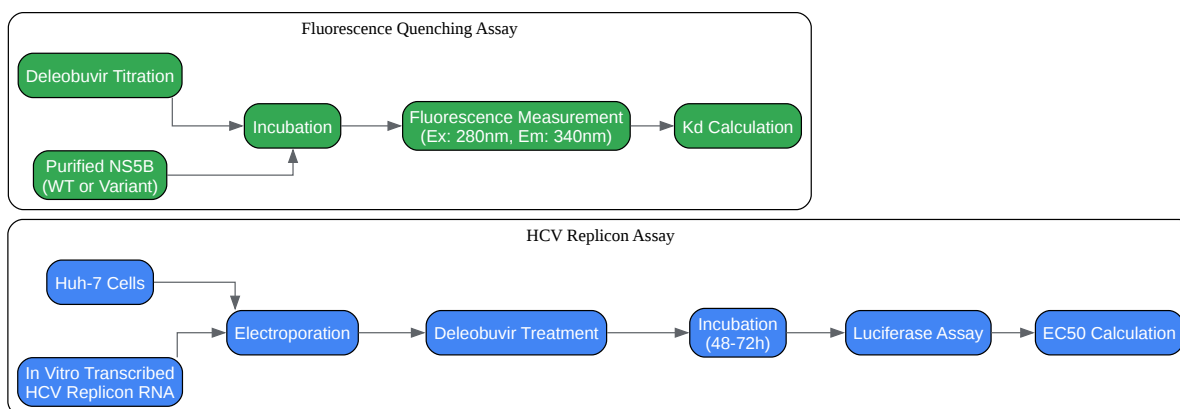 Fluorescence Quenching Assay
Deleobuvir Titration
Purified NS5B
(WT or Variant)
Incubation
Fluorescence Measurement
(Ex: 280nm, Em: 340nm)
Kd Calculation
HCV Replicon Assay
Huh-7 Cells
In Vitro Transcribed
HCV Replicon RNA
Electroporation
Deleobuvir Treatment
Incubation
(48-72h)
Luciferase Assay
EC50 Calculation